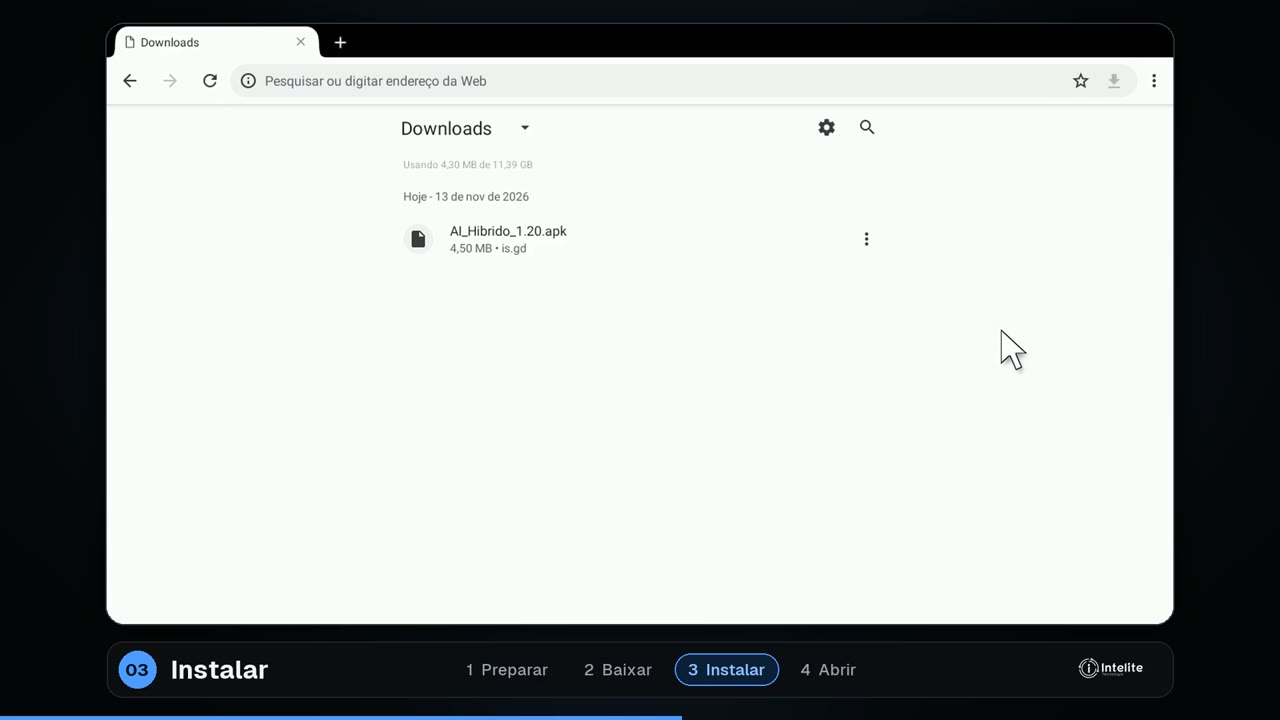 Downloads
Pesquisar ou digitar endereço da Web
Downloads
Usando 4,30 MB de 11,39 GB
Hoje - 13 de nov de 2026
AI_Hibrido_1.20.apk
4,50 MB • is.gd
03 Instalar
1 Preparar
2 Baixar
3 Instalar
4 Abrir
Intelite
Tecnologia